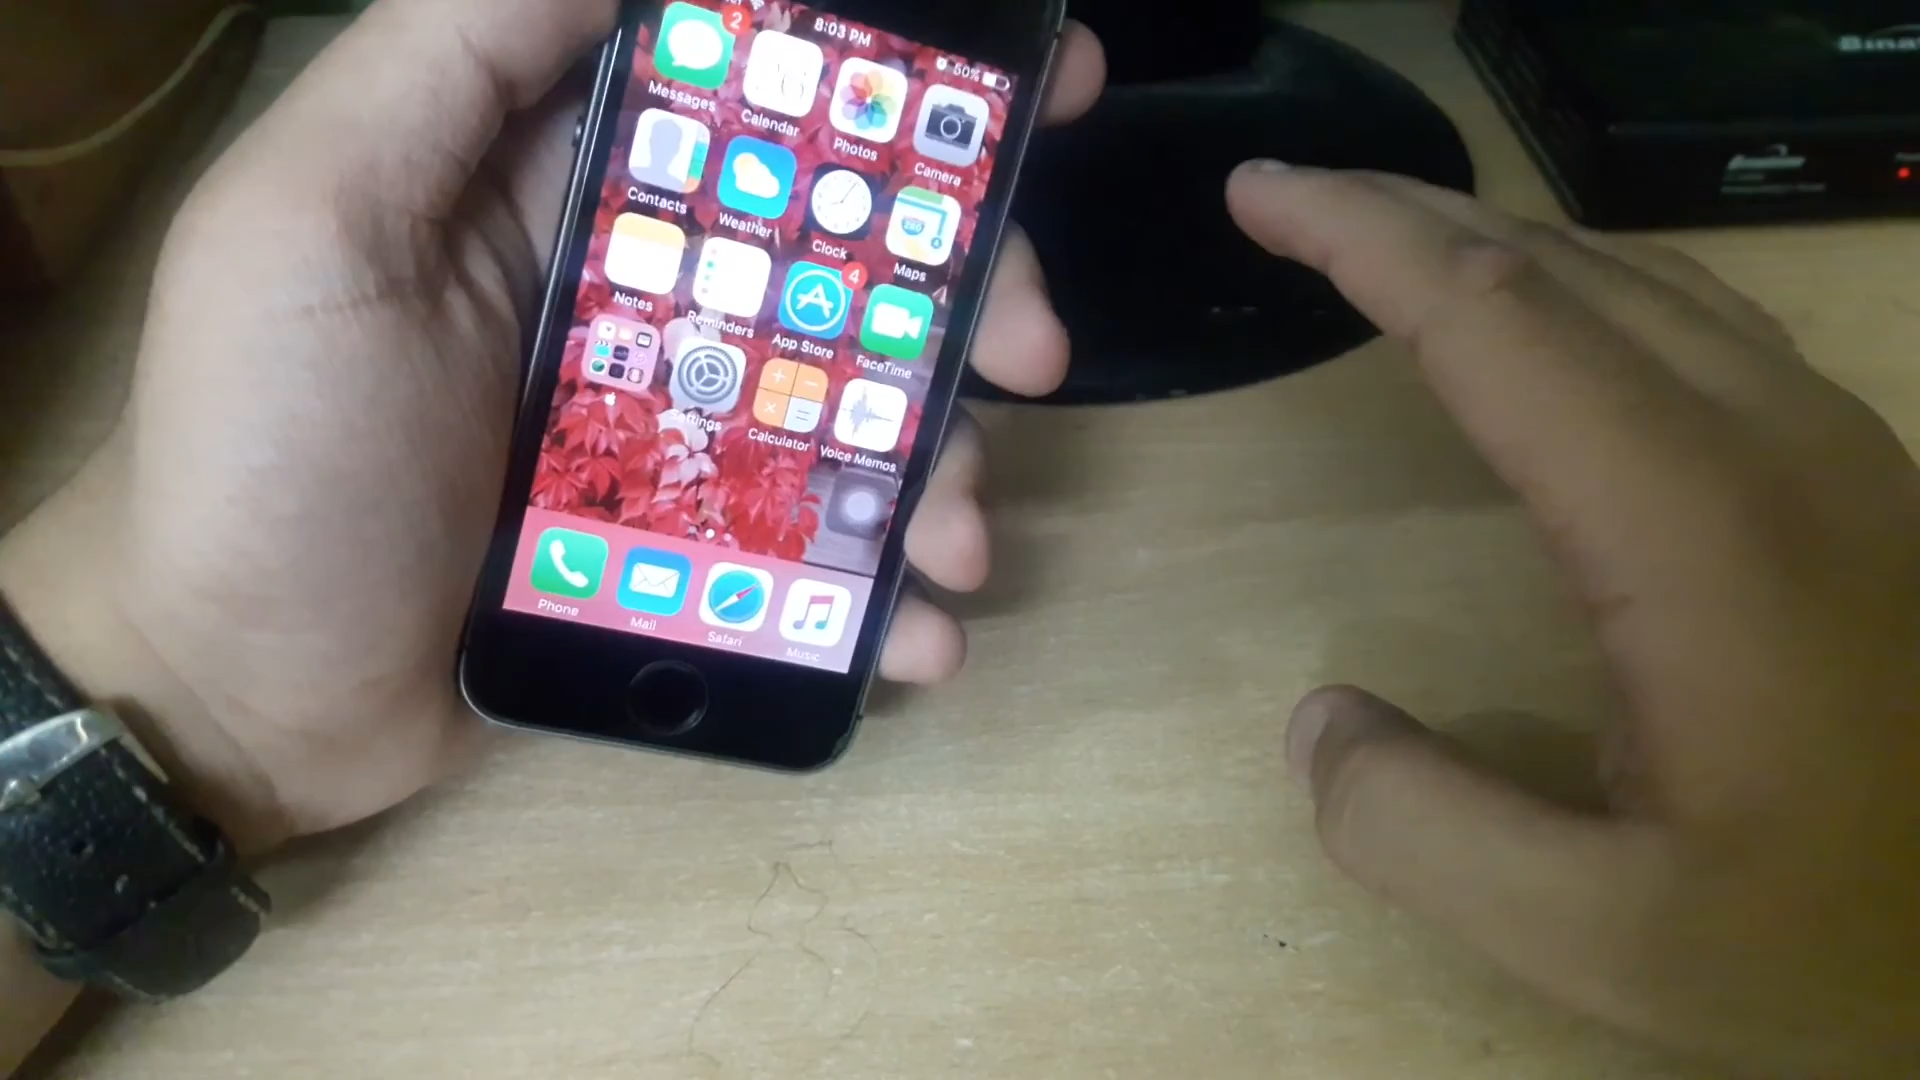 8:03 PM
50%
2
Messages
Calendar
Photos
Camera
Contacts
Weather
Clock
Maps
280
Notes
Reminders
4
App Store
FaceTime
Settings
Calculator
Voice Memos
Phone
Mail
Safari
Music